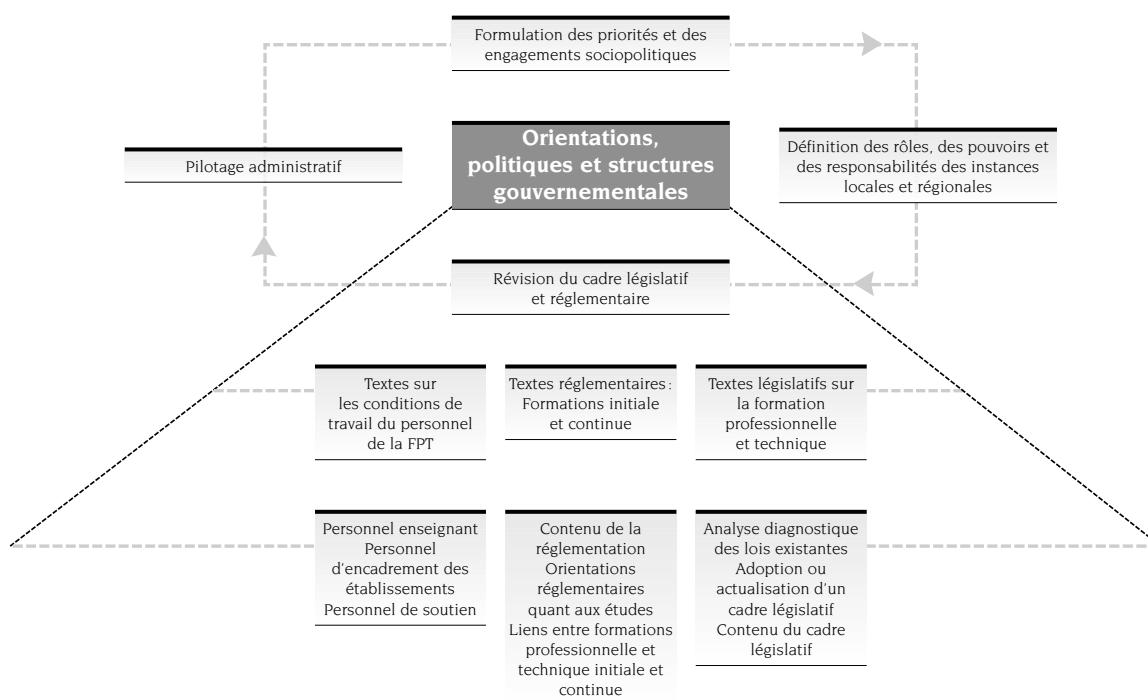 Formulation des priorités et des
engagements sociopolitiques
Orientations,
politiques et structures
gouvernementales
Pilotage administratif
Définition des rôles, des pouvoirs et
des responsabilités des instances
locales et régionales
Révision du cadre législatif
et réglementaire
Textes sur
les conditions de
travail du personnel
de la FPT
Textes réglementaires :
Formations initiale
et continue
Textes législatifs sur
la formation
professionnelle
et technique
Personnel enseignant
Personnel
d'encadrement des
établissements
Personnel de soutien
Contenu de la
réglementation
Orientations
réglementaires
quant aux études
Liens entre formations
professionnelle et
technique initiale et
continue
Analyse diagnostique
des lois existantes
Adoption ou
actualisation d'un
cadre législatif
Contenu du cadre
législatif